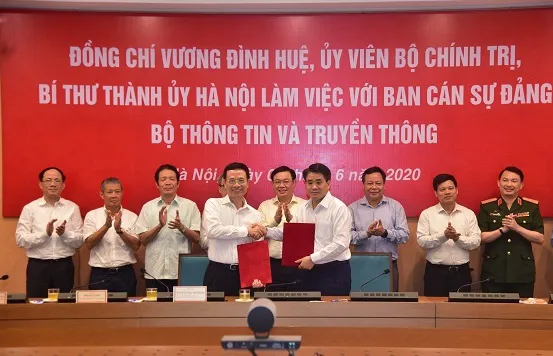 ĐỒNG CHÍ VƯƠNG ĐÌNH HUỆ, ỦY VIÊN BỘ CHÍNH TRỊ,
BÍ THƯ THÀNH ỦY HÀ NỘI LÀM VIỆC VỚI BAN CÁN SỰ ĐẢNG
BỘ THÔNG TIN VÀ TRUYỀN THÔNG
Hà Nội, 6 2020